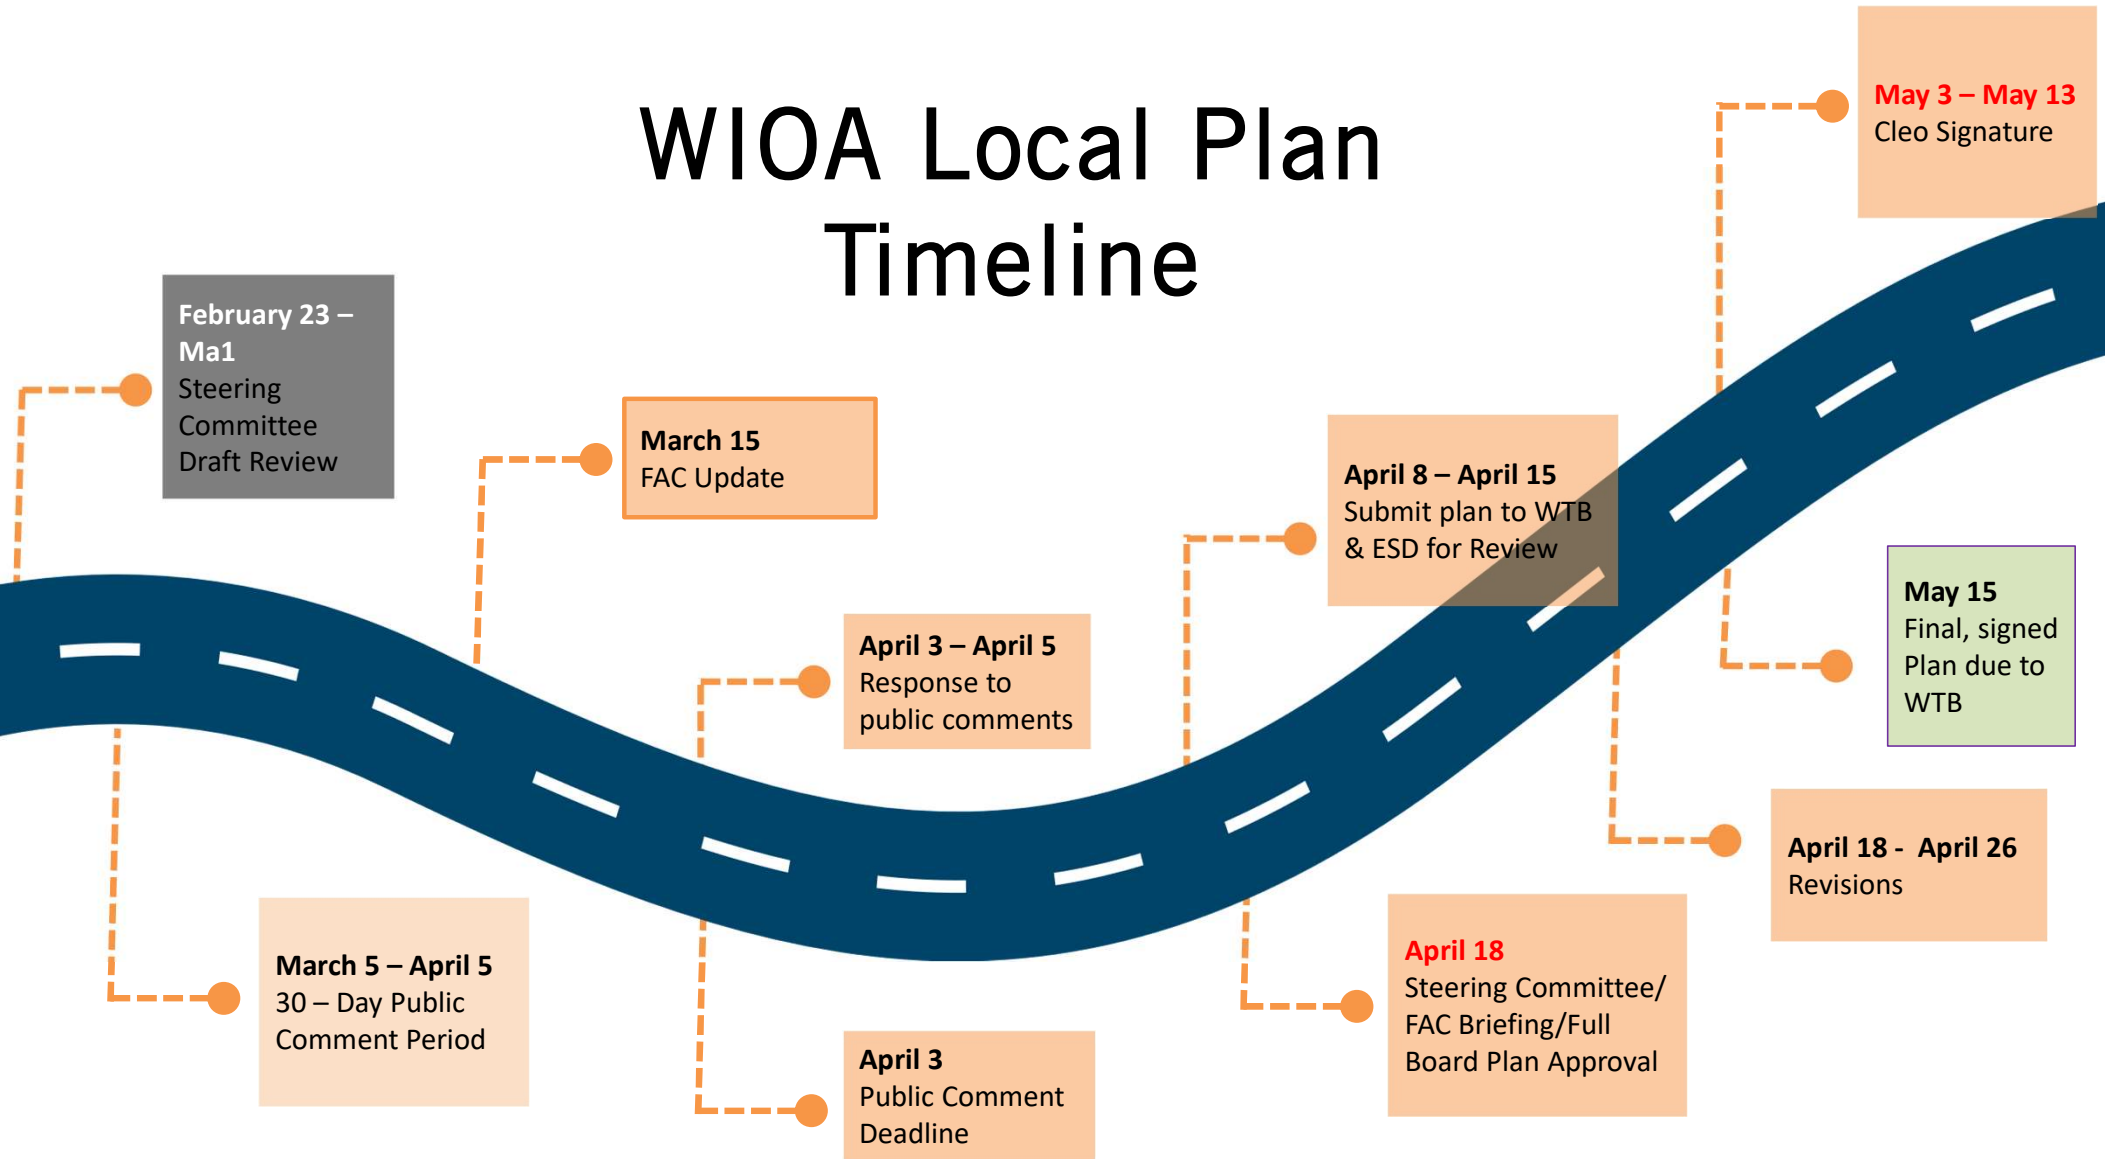 WIOA Local Plan
Timeline
February 23 –
Ma1
Steering
Committee
Draft Review
March 5 – April 5
30 – Day Public
Comment Period
March 15
FAC Update
April 3 – April 5
Response to
public comments
April 3
Public Comment
Deadline
April 8 – April 15
Submit plan to WTB
& ESD for Review
April 18
Steering Committee/
FAC Briefing/Full
Board Plan Approval
April 18 -  April 26
Revisions
May 3 – May 13
Cleo Signature
May 15
Final, signed
Plan due to
WTB